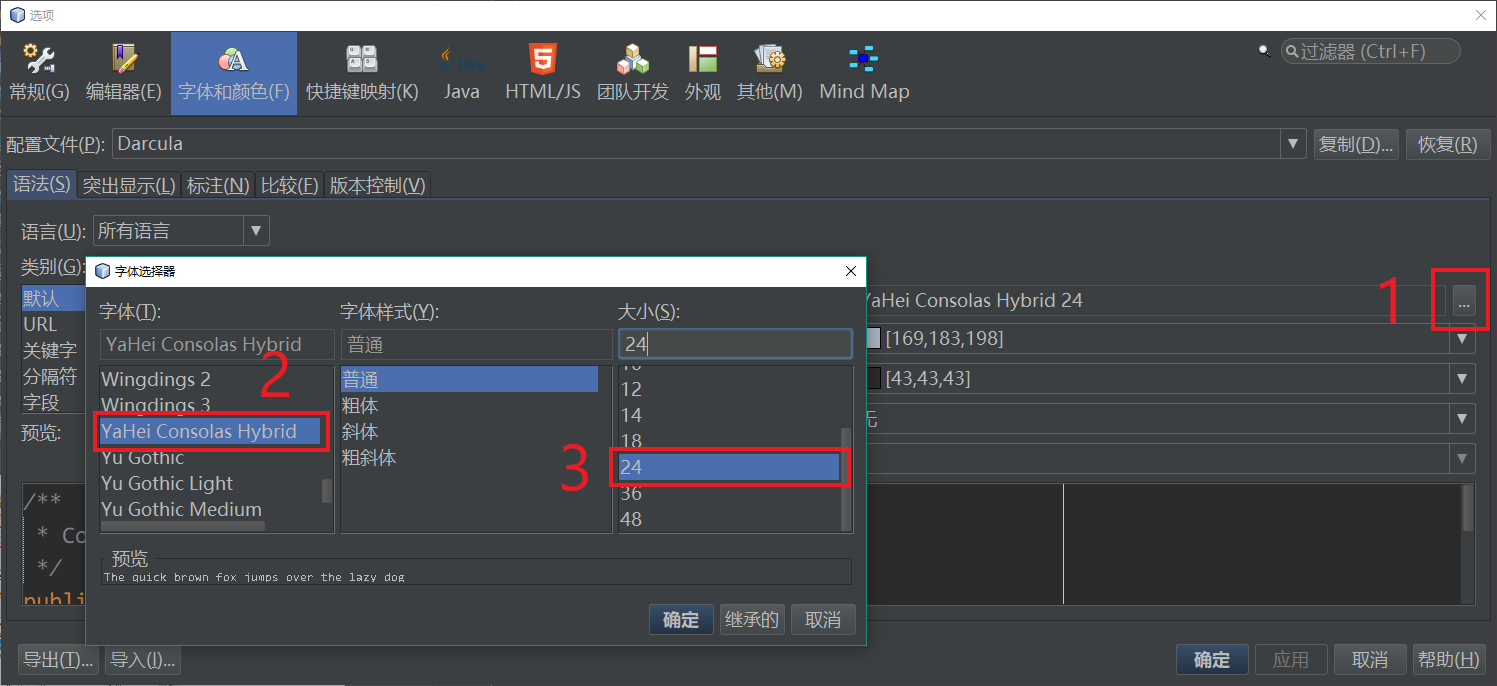 选项
常规(G) 编辑器(E) 字体和颜色(F) 快捷键映射(K) Java HTML/JS 团队开发 外观 其他(M) Mind Map
过滤器 (Ctrl+F)
配置文件(P): Darcula 复制(D)... 恢复(R)
语法(S) 突出显示(L) 标注(N) 比较(F) 版本控制(V)
语言(U): 所有语言
类别(G):
默认
URL
关键字
分隔符
字段
预览:
/**
* Co
*/
publi
YaHei Consolas Hybrid 24 ...
1
[169,183,198]
[43,43,43]
无
字体选择器
字体(T): 字体样式(Y): 大小(S):
YaHei Consolas Hybrid 普通 24
Wingdings 2
Wingdings 3
YaHei Consolas Hybrid
Yu Gothic
Yu Gothic Light
Yu Gothic Medium
2
普通
粗体
斜体
粗斜体
12
14
18
24
36
48
3
预览
The quick brown fox jumps over the lazy dog
确定 继承的 取消
导出(T)... 导入(I)... 确定 应用 取消 帮助(H)